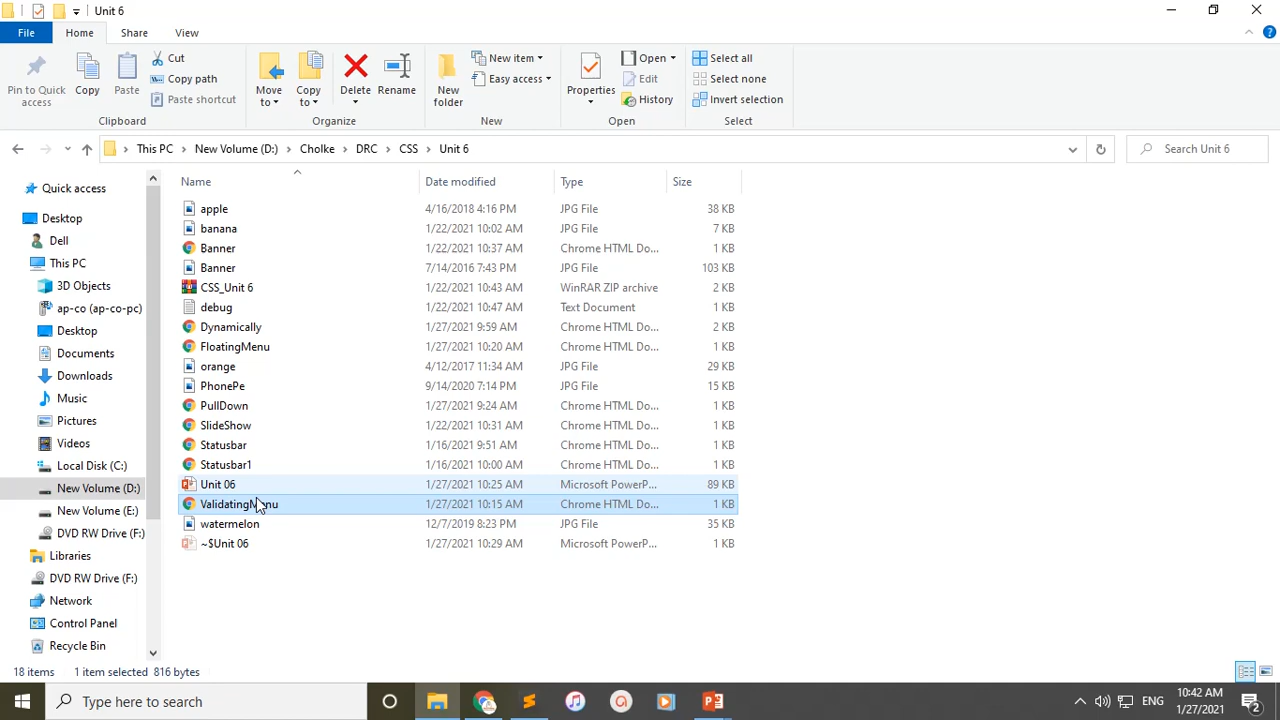 Unit 6
File Home Share View
Pin to Quick access
Copy
Paste
Cut
Copy path
Paste shortcut
Clipboard
Move to
Copy to
Delete
Rename
Organize
New folder
New item
Easy access
New
Properties
Open
Edit
History
Open
Select all
Select none
Invert selection
Select
This PC New Volume (D:) Cholke DRC CSS Unit 6
Search Unit 6
Quick access
Desktop
Dell
This PC
3D Objects
ap-co (ap-co-pc)
Desktop
Documents
Downloads
Music
Pictures
Videos
Local Disk (C:)
New Volume (D:)
New Volume (E:)
DVD RW Drive (F:)
Libraries
DVD RW Drive (F:)
Network
Control Panel
Recycle Bin
Name Date modified Type Size
apple 4/16/2018 4:16 PM JPG File 38 KB
banana 1/22/2021 10:02 AM JPG File 7 KB
Banner 1/22/2021 10:37 AM Chrome HTML Do... 1 KB
Banner 7/14/2016 7:43 PM JPG File 103 KB
CSS_Unit 6 1/22/2021 10:43 AM WinRAR ZIP archive 2 KB
debug 1/22/2021 10:47 AM Text Document 1 KB
Dynamically 1/27/2021 9:59 AM Chrome HTML Do... 2 KB
FloatingMenu 1/27/2021 10:20 AM Chrome HTML Do... 1 KB
orange 4/12/2017 11:34 AM JPG File 29 KB
PhonePe 9/14/2020 7:14 PM JPG File 15 KB
PullDown 1/27/2021 9:24 AM Chrome HTML Do... 1 KB
SlideShow 1/22/2021 10:31 AM Chrome HTML Do... 1 KB
Statusbar 1/16/2021 9:51 AM Chrome HTML Do... 1 KB
Statusbar1 1/16/2021 10:00 AM Chrome HTML Do... 1 KB
Unit 06 1/27/2021 10:25 AM Microsoft PowerP... 89 KB
ValidatingMenu 1/27/2021 10:15 AM Chrome HTML Do... 1 KB
watermelon 12/7/2019 8:23 PM JPG File 35 KB
~$Unit 06 1/27/2021 10:29 AM Microsoft PowerP... 1 KB
18 items 1 item selected 816 bytes
Type here to search
ENG
10:42 AM
1/27/2021
2